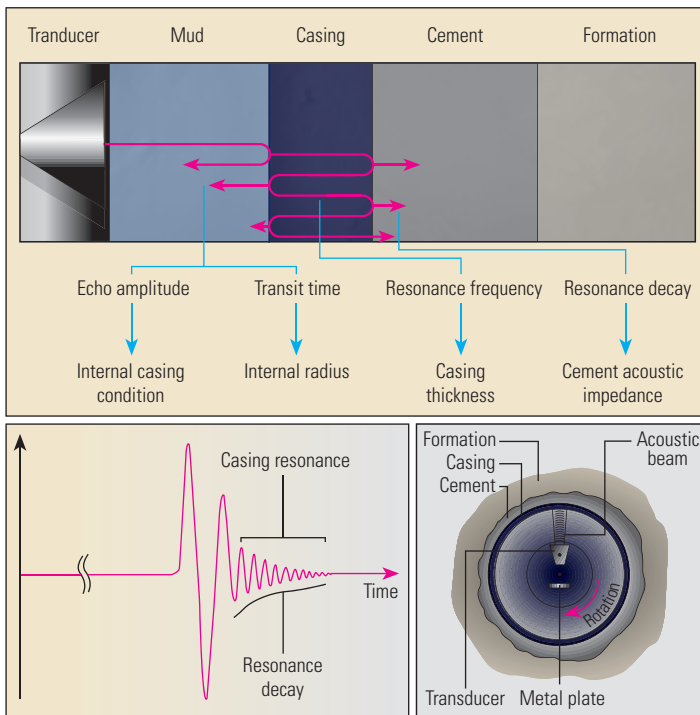 Tranducer Mud Casing Cement Formation
Echo amplitude Transit time Resonance frequency Resonance decay
Internal casing condition
Internal radius
Casing thickness
Cement acoustic impedance
Casing resonance
Time
Resonance decay
Formation
Casing
Cement
Acoustic beam
Rotation
Transducer
Metal plate